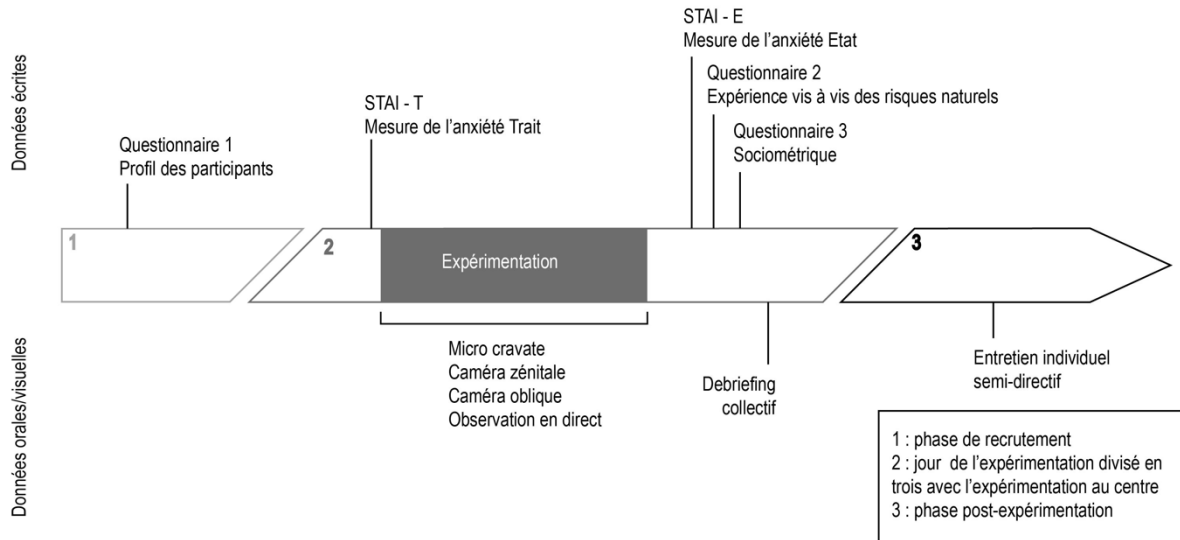 Données écrites
STAI - E
Mesure de l'anxiété Etat
Questionnaire 2
Expérience vis à vis des risques naturels
STAI - T
Mesure de l'anxiété Trait
Questionnaire 3
Sociométrique
Questionnaire 1
Profil des participants
1
2
Expérimentation
3
Données orales/visuelles
Micro cravate
Caméra zénitale
Caméra oblique
Observation en direct
Debriefing
collectif
Entretien individuel
semi-directif
1 : phase de recrutement
2 : jour de l'expérimentation divisé en
trois avec l'expérimentation au centre
3 : phase post-expérimentation